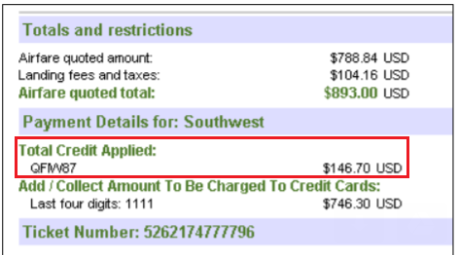 Totals and restrictions
Airfare quoted amount: $788.84 USD
Landing fees and taxes: $104.16 USD
Airfare quoted total: $893.00 USD
Payment Details for: Southwest
Total Credit Applied:
QFIW87 $146.70 USD
Add / Collect Amount To Be Charged To Credit Cards:
Last four digits: 1111 $746.30 USD
Ticket Number: 5262174777796